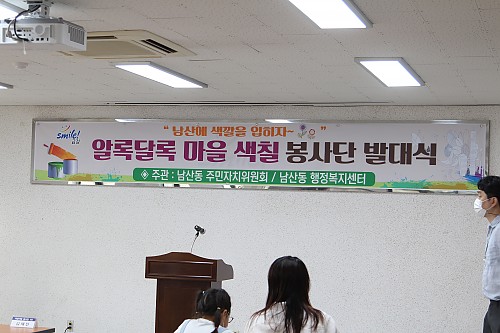 smile!
남산
“ 남산에 색깔을 입히자~ ”
알록달록 마을 색칠 봉사단 발대식
주관 : 남산동 주민자치위원회 / 남산동 행정복지센터